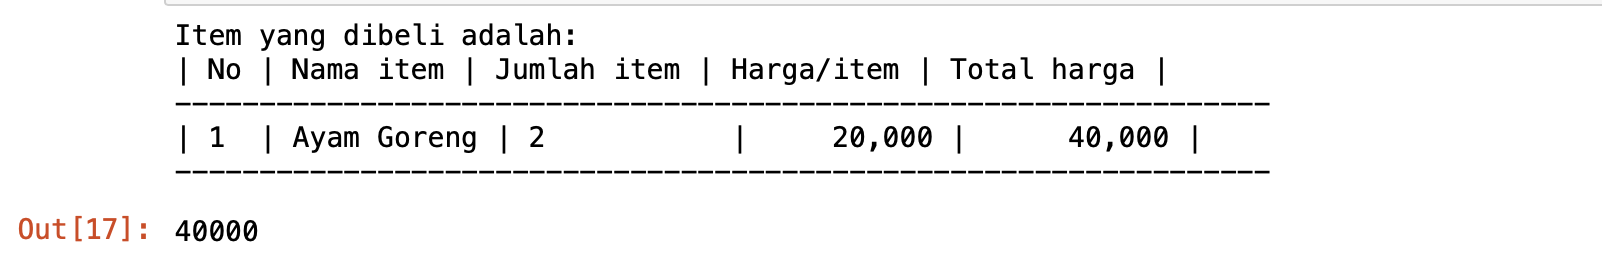 Item yang dibeli adalah:
| No | Nama item | Jumlah item | Harga/item | Total harga |
-----------------------------------------------------------------
| 1  | Ayam Goreng | 2           |     20,000 |      40,000 |
-----------------------------------------------------------------
Out[17]: 40000